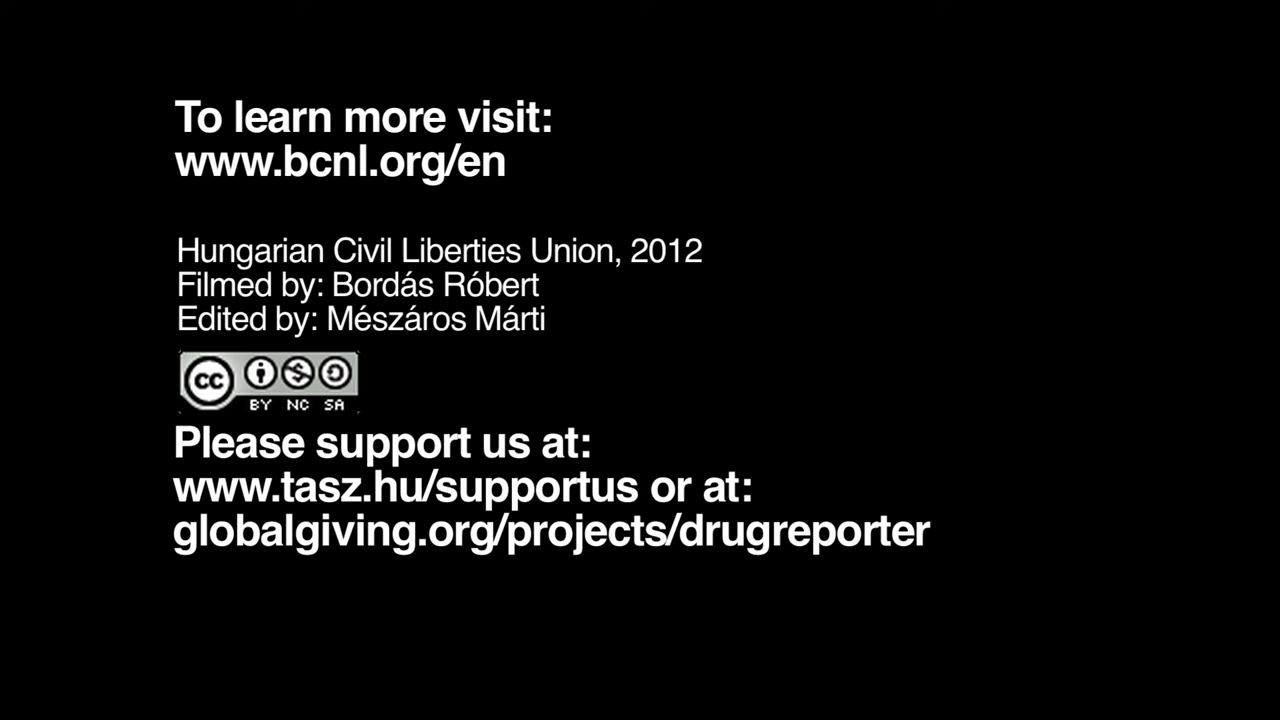 To learn more visit:
www.bcnl.org/en
Hungarian Civil Liberties Union, 2012
Filmed by: Bordás Róbert
Edited by: Mészáros Márti
cc BY NC SA
Please support us at:
www.tasz.hu/supportus or at:
globalgiving.org/projects/drugreporter